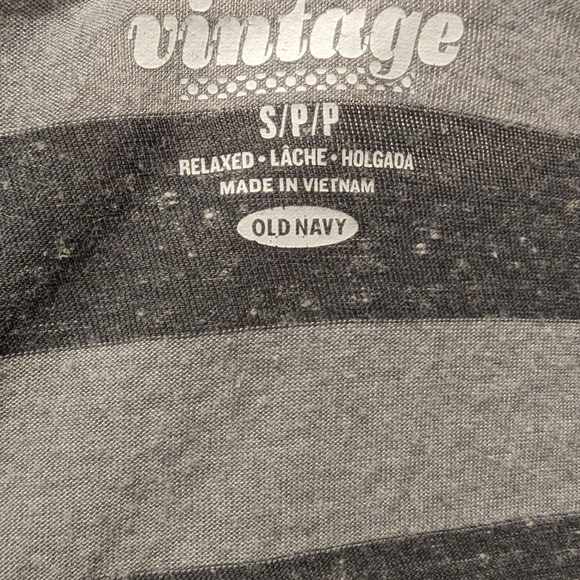 vintage
S/P/P
RELAXED • LÂCHE • HOLGADA
MADE IN VIETNAM
OLD NAVY